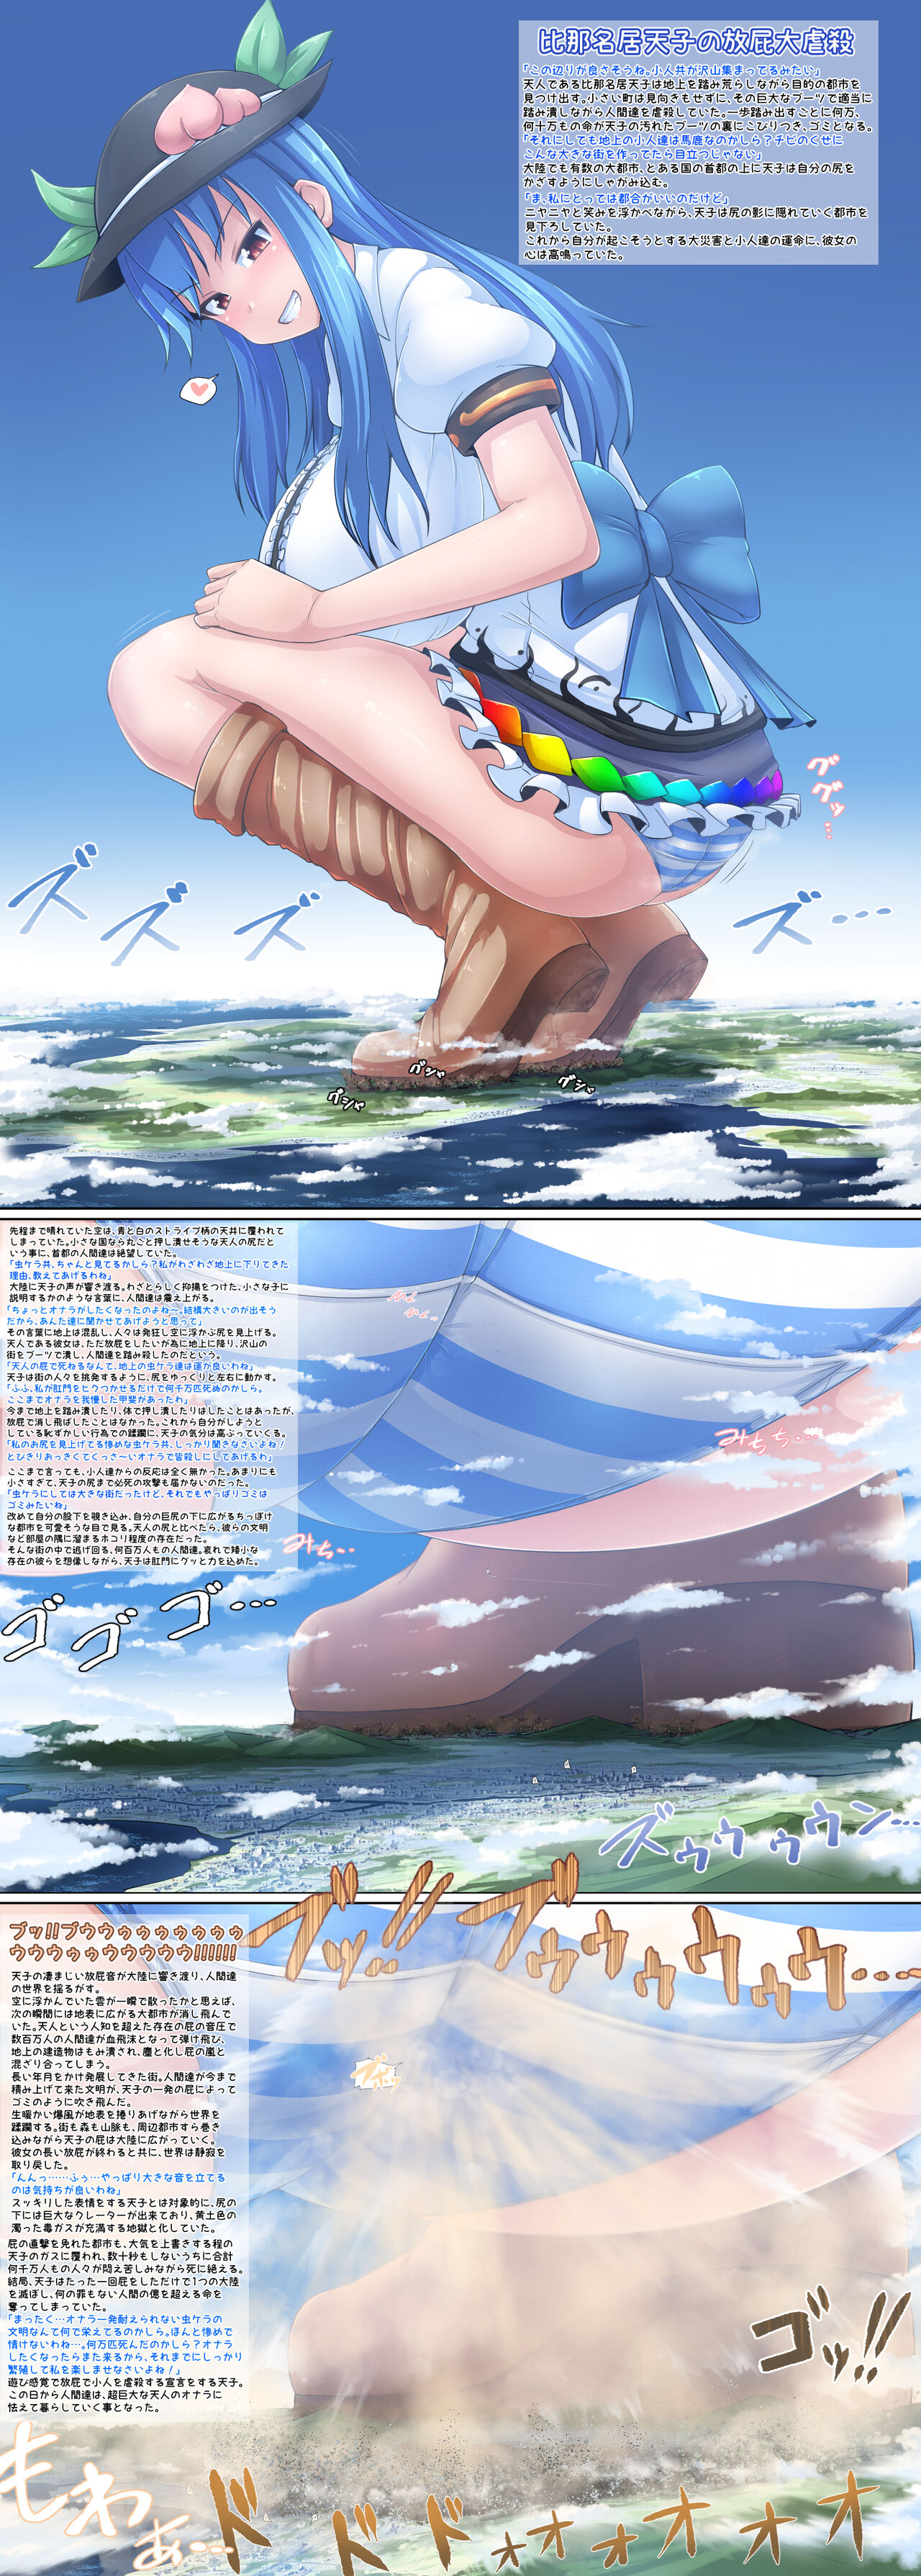 比那名居天子の放屁大虐殺
「この辺りが良さそうね。小人共が沢山集まってるみたい」
天人である比那名居天子は地上を踏み荒らしながら目的の都市を
見つけ出す。小さい町は見向きもせずに、その巨大なブーツで適当に
踏み潰しながら人間達を虐殺していた。一歩踏み出すごとに何万、
何十万もの命が天子の汚れたブーツの裏にこびりつき、ゴミとなる。
「それにしても地上の小人達は馬鹿なのかしら?チビのくせに
こんな大きな街を作ってたら目立つじゃない」
大陸でも有数の大都市、とある国の首都の上に天子は自分の尻を
かざすようにしゃがみ込む。
「ま、私にとっては都合がいいのだけど」
ニヤニヤと笑みを浮かべながら、天子は尻の影に隠れていく都市を
見下ろしていた。
これから自分が起こそうとする大災害と小人達の運命に、彼女の
心は高鳴っていた。
ググッ…
ズ ズ ズ ズ…
グシャ
グシャ
グシャ
先程まで晴れていた空は、青と白のストライプ柄の天井に覆われて
しまっていた。小さな国なら丸ごと押し潰せそうな天人の尻だと
いう事に、首都の人間達は絶望していた。
「虫ケラ共、ちゃんと見てるかしら?私がわざわざ地上に下りてきた
理由、教えてあげるわね」
大陸に天子の声が響き渡る。わざとらしく抑揚をつけた、小さな子に
説明するかのような言葉に、人間達は震え上がる。
「ちょっとオナラがしたくなったのよね〜。結構大きいのが出そう
だから、あんた達に聞かせてあげようと思って」
その言葉に地上は混乱し、人々は発狂し空に浮かぶ尻を見上げる。
天人である彼女は、ただ放屁をしたいが為に地上に降り、沢山の
街をブーツで潰し、人間達を踏み殺したのだという。
「天人の屁で死ねるなんて、地上の虫ケラ達は運が良いわね」
天子は街の人々を挑発するように、尻をゆっくりと左右に動かす。
「ふふ、私が肛門をヒクつかせるだけで何千万匹死ぬのかしら。
ここまでオナラを我慢した甲斐があったわ」
今まで地上を踏み潰したり、体で押し潰したりはしたことはあったが、
放屁で消し飛ばしたことはなかった。これから自分がしようと
している恥ずかしい行為での蹂躙に、天子の気分は高ぶっていくる。
「私のお尻を見上げてる惨めな虫ケラ共、しっかり聞きなさいよね!
とびきりおっきくてくっさ〜いオナラで皆殺しにしてあげるわ」
ここまで言っても、小人達からの反応は全く無かった。あまりにも
小さすぎて、天子の尻まで必死の攻撃も届かないのだった。
「虫ケラにしては大きな街だったけど、それでもやっぱりゴミは
ゴミみたいね」
改めて自分の股下を覗き込み、自分の巨尻の下に広がるちっぽけ
な都市を可愛そうな目で見る。天人の尻と比べたら、彼らの文明
など部屋の隅に溜まるホコリ程度の存在だった。
そんな街の中で逃げ回る、何百万人もの人間達。哀れで矮小な
存在の彼らを想像しながら、天子は肛門にグッと力を込めた。
みちち…
みち…
ゴゴゴ…
ズゥウゥウン…
ブッ!!ブゥウゥウゥウゥ…
ブッ!!ブウウゥゥゥゥゥゥゥ
ウウウゥゥウウウウウ!!!!!!
天子の凄まじい放屁音が大陸に響き渡り、人間達
の世界を揺るがす。
空に浮かんでいた雲が一瞬で散ったかと思えば、
次の瞬間には地表に広がる大都市が消し飛んで
いた。天人という人知を超えた存在の屁の音圧で
数百万人の人間達が血飛沫となって弾け飛び、
地上の建造物はもみ潰され、塵と化し屁の嵐と
混ざり合ってしまう。
長い年月をかけ発展してきた街。人間達が今まで
積み上げて来た文明が、天子の一発の屁によって
ゴミのように吹き飛んだ。
生暖かい爆風が地表を捲りあげながら世界を
蹂躙する。街も森も山脈も、周辺都市すら巻き
込みながら天子の屁は大陸に広がっていく。
彼女の長い放屁が終わると共に、世界は静寂を
取り戻した。
「んんっ……ふぅ…やっぱり大きな音を立てる
のは気持ちが良いわね」
スッキリした表情をする天子とは対象的に、尻の
下には巨大なクレーターが出来ており、黄土色の
濁った毒ガスが充満する地獄と化していた。
屁の直撃を免れた都市も、大気を上書きする程の
天子のガスに覆われ、数十秒もしないうちに合計
何千万人もの人々が悶え苦しみながら死に絶える。
結局、天子はたった一回屁をしただけで1つの大陸
を滅ぼし、何の罪もない人間の億を超える命を
奪ってしまっていた。
「まったく…オナラ一発耐えられない虫ケラの
文明なんて何で栄えてるのかしら。ほんと惨めで
情けないわね…。何万匹死んだのかしら?オナラ
したくなったらまた来るから、それまでにしっかり
繁殖して私を楽しませなさいよね!」
遊び感覚で放屁で小人を虐殺する宣言をする天子。
この日から人間達は、超巨大な天人のオナラに
怯えて暮らしていく事となった。
ゴッ!!
もわぁ…
ドドドオオオオオオ